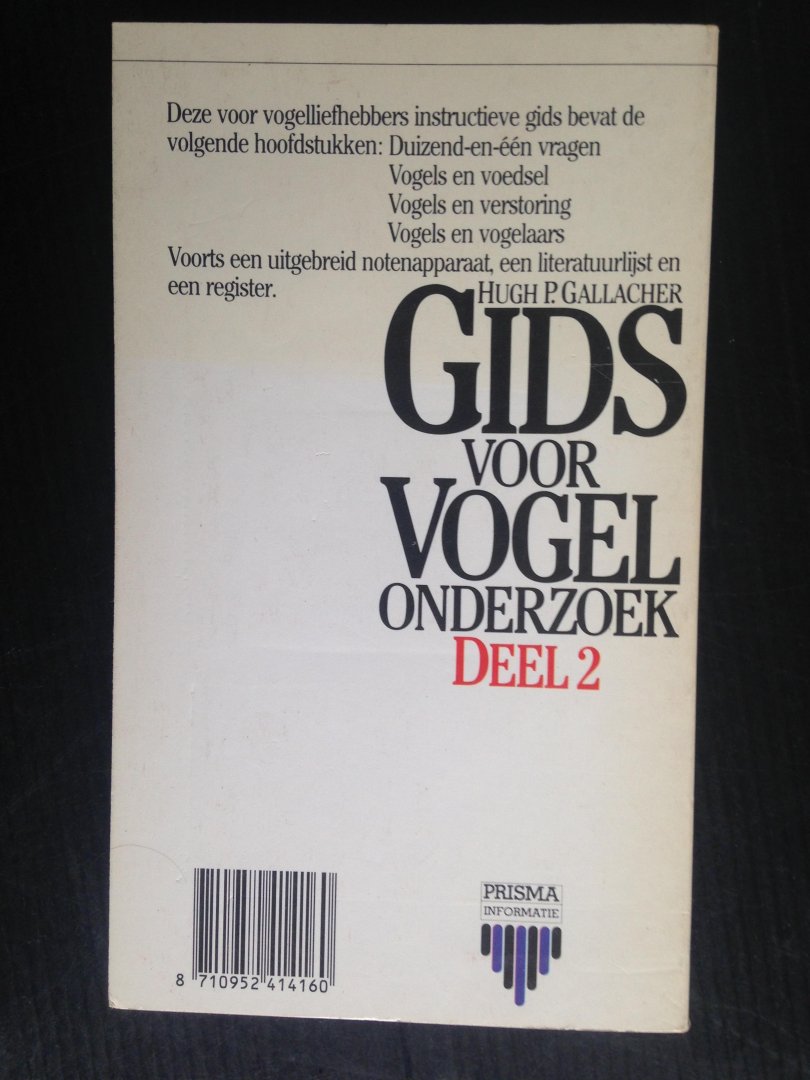 Deze voor vogelliefhebbers instructieve gids bevat de
volgende hoofdstukken: Duizend-en-één vragen
Vogels en voedsel
Vogels en verstoring
Vogels en vogelaars
Voorts een uitgebreid notenapparaat, een literatuurlijst en
een register.
HUGH P. GALLACHER
GIDS
VOOR
VOGEL
ONDERZOEK
DEEL 2
PRISMA
INFORMATIE
8 710952 414160